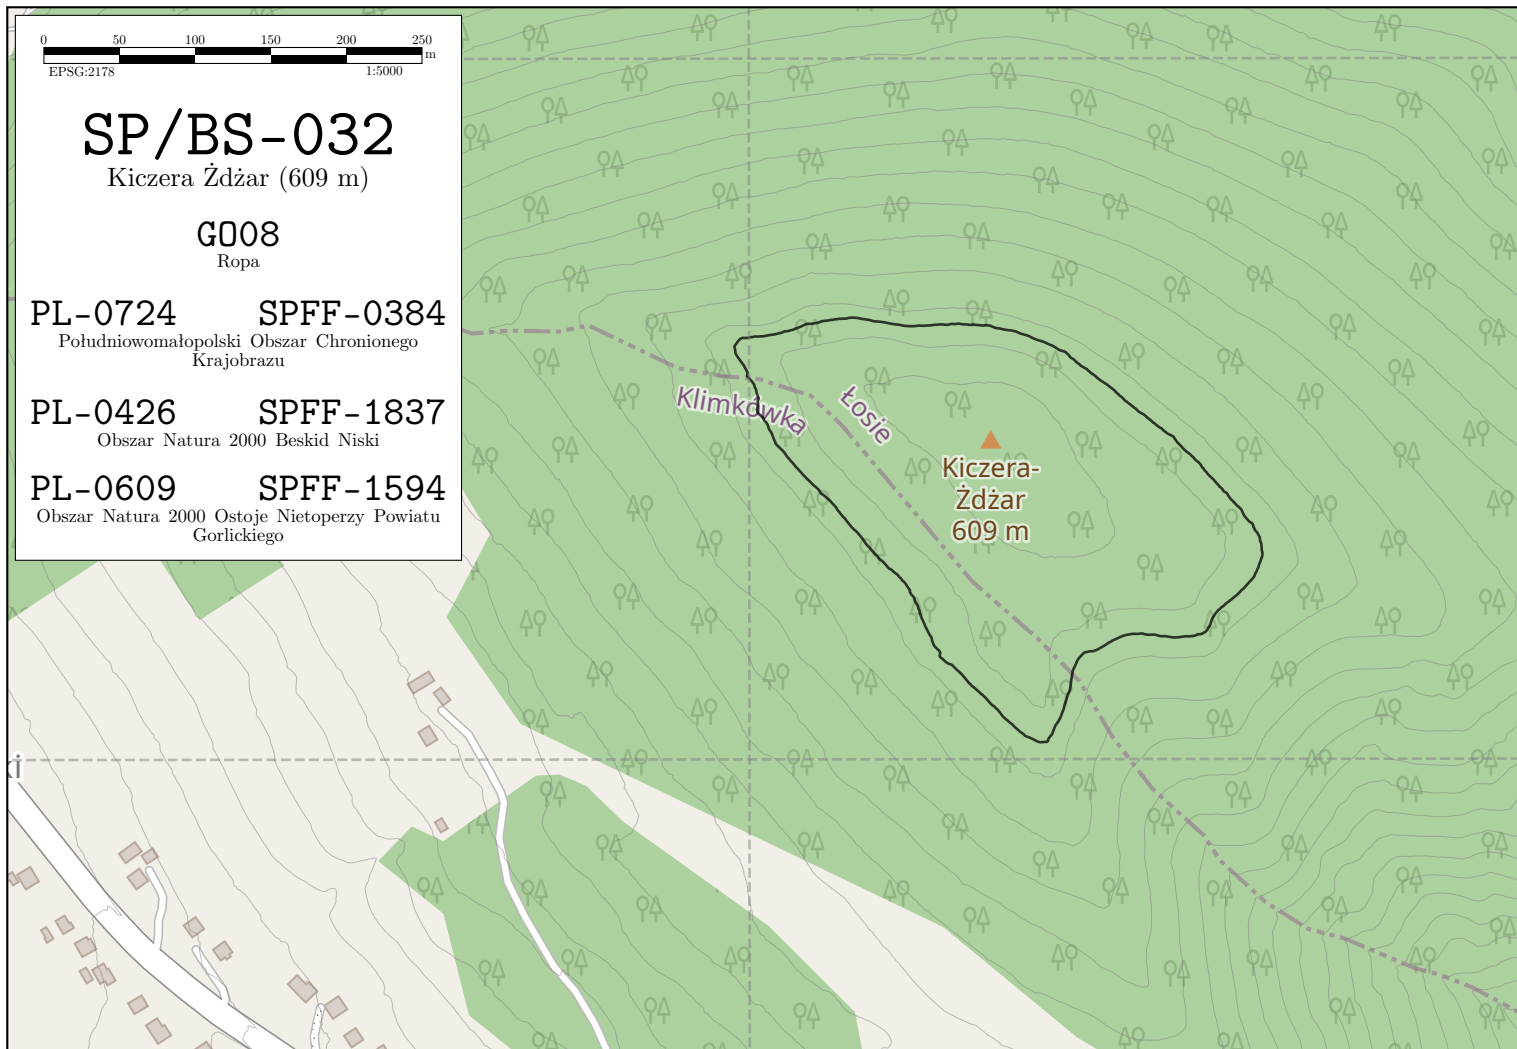 0 50 100 150 200 250
m
EPSG:2178 1:5000
SP/BS-032
Kiczera Żdżar (609 m)
G008
Ropa
PL-0724 SPFF-0384
Południowomałopolski Obszar Chronionego
Krajobrazu
PL-0426 SPFF-1837
Obszar Natura 2000 Beskid Niski
PL-0609 SPFF-1594
Obszar Natura 2000 Ostoje Nietoperzy Powiatu
Gorlickiego
Klimkówka
Łosie
Kiczera-
Żdżar
609 m